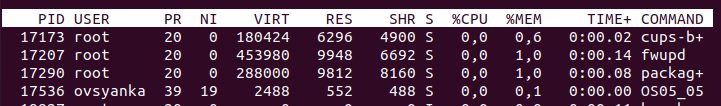 PID USER PR NI VIRT RES SHR S %CPU %MEM TIME+ COMMAND
17173 root 20 0 180424 6296 4900 S 0,0 0,6 0:00.02 cups-b+
17207 root 20 0 453980 9948 6692 S 0,0 1,0 0:00.14 fwupd
17290 root 20 0 288000 9812 8160 S 0,0 1,0 0:00.08 packag+
17536 ovsyanka 39 19 2488 552 488 S 0,0 0,1 0:00.00 OS05_05